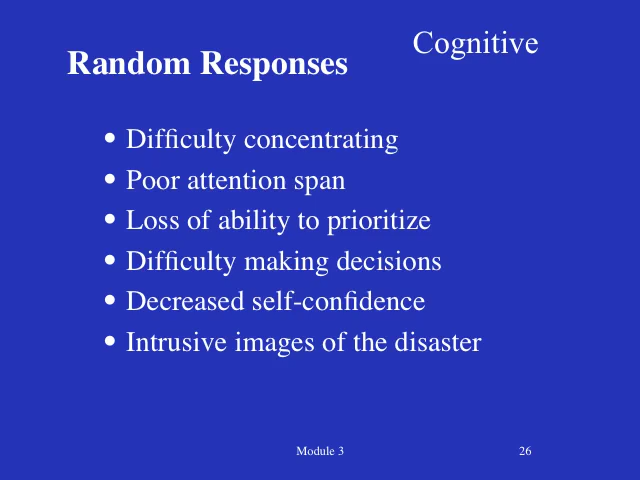 Cognitive
Random Responses
• Difficulty concentrating
• Poor attention span
• Loss of ability to prioritize
• Difficulty making decisions
• Decreased self-confidence
• Intrusive images of the disaster
Module 3
26